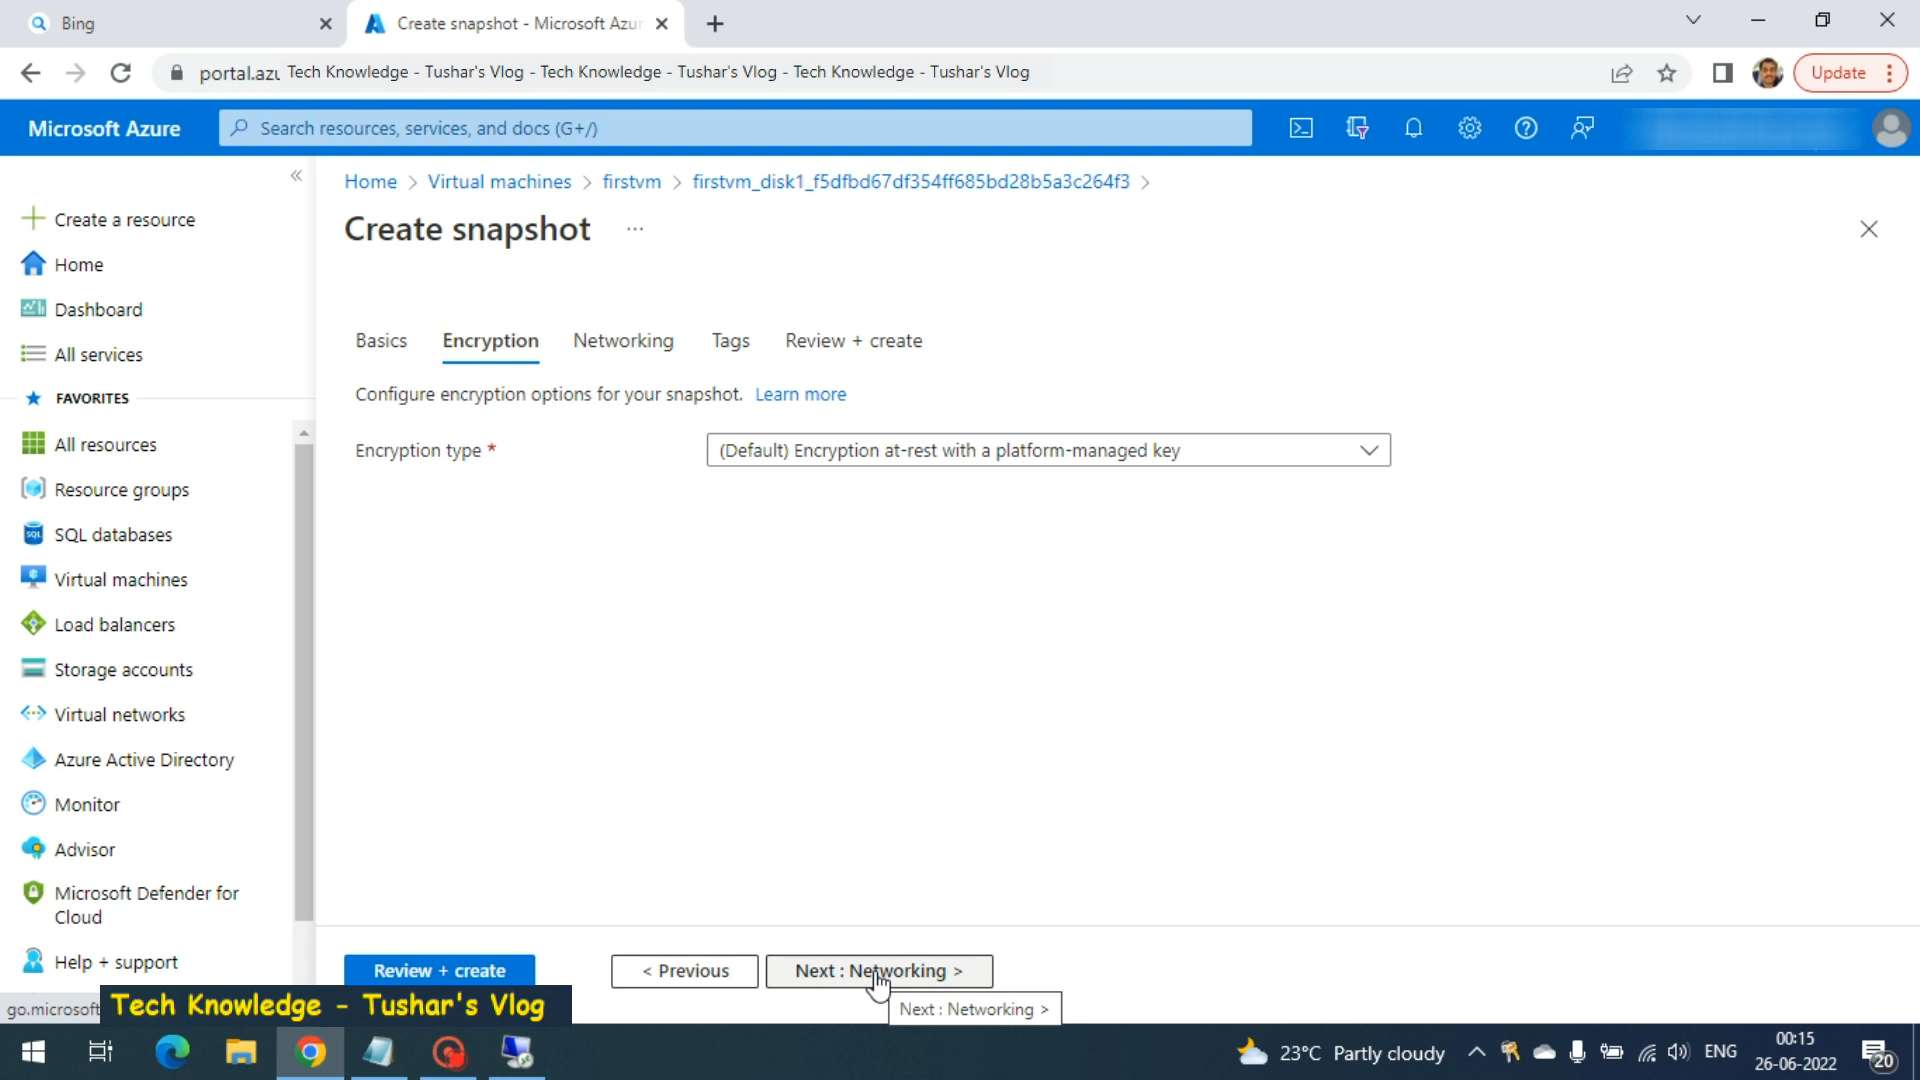 Bing
Create snapshot - Microsoft Azu
portal.azu Tech Knowledge - Tushar's Vlog - Tech Knowledge - Tushar's Vlog - Tech Knowledge - Tushar's Vlog
Update
Microsoft Azure
Search resources, services, and docs (G+/)
Home > Virtual machines > firstvm > firstvm_disk1_f5dfbd67df354ff685bd28b5a3c264f3 >
Create snapshot ...
Create a resource
Home
Dashboard
All services
FAVORITES
All resources
Resource groups
SQL databases
Virtual machines
Load balancers
Storage accounts
Virtual networks
Azure Active Directory
Monitor
Advisor
Microsoft Defender for
Cloud
Help + support
Basics Encryption Networking Tags Review + create
Configure encryption options for your snapshot. Learn more
Encryption type * (Default) Encryption at-rest with a platform-managed key
Review + create < Previous Next : Networking >
Next : Networking >
go.microsoft
Tech Knowledge - Tushar's Vlog
23°C Partly cloudy
ENG
00:15
26-06-2022
20